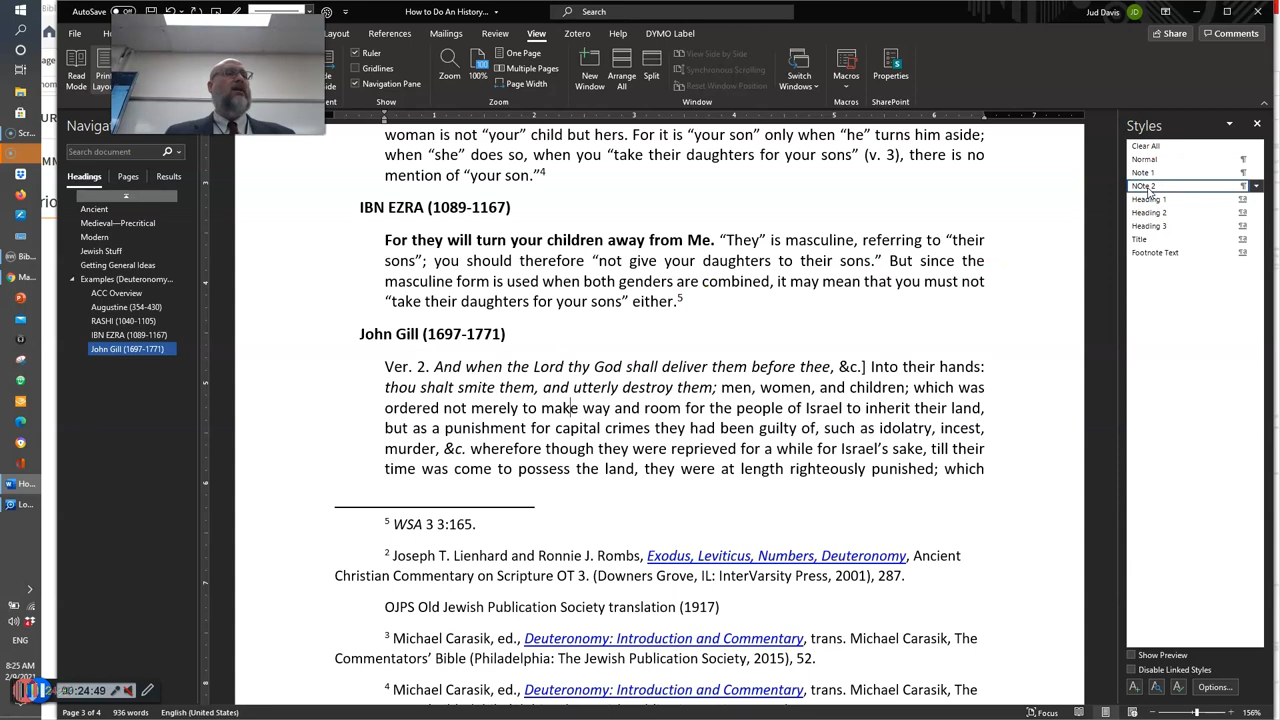 AutoSave Off
How to Do An History...
Search
Jud Davis
JD
Layout
References
Mailings
Review
View
Zotero
Help
DYMO Label
Share
Comments
Read
Mode
Ruler
Gridlines
Navigation Pane
Show
Zoom
100%
One Page
Multiple Pages
Page Width
Zoom
New
Window
Arrange
All
Split
View Side by Side
Synchronous Scrolling
Reset Window Position
Window
Switch
Windows
Macros
Macros
Properties
SharePoint
Search document
Headings
Pages
Results
Ancient
Medieval—Precritical
Modern
Jewish Stuff
Getting General Ideas
Examples (Deuteronomy...
ACC Overview
Augustine (354-430)
RASHI (1040-1105)
IBN EZRA (1089-1167)
John Gill (1697-1771)
woman is not “your” child but hers. For it is “your son” only when “he” turns him aside;
when “she” does so, when you “take their daughters for your sons” (v. 3), there is no
mention of “your son.”4
IBN EZRA (1089-1167)
For they will turn your children away from Me. “They” is masculine, referring to “their
sons”; you should therefore “not give your daughters to their sons.” But since the
masculine form is used when both genders are combined, it may mean that you must not
“take their daughters for your sons” either.5
John Gill (1697-1771)
Ver. 2. And when the Lord thy God shall deliver them before thee, &c.] Into their hands:
thou shalt smite them, and utterly destroy them; men, women, and children; which was
ordered not merely to make way and room for the people of Israel to inherit their land,
but as a punishment for capital crimes they had been guilty of, such as idolatry, incest,
murder, &c. wherefore though they were reprieved for a while for Israel’s sake, till their
time was come to possess the land, they were at length righteously punished; which
5 WSA 3 3:165.
2 Joseph T. Lienhard and Ronnie J. Rombs, Exodus, Leviticus, Numbers, Deuteronomy, Ancient
Christian Commentary on Scripture OT 3. (Downers Grove, IL: InterVarsity Press, 2001), 287.
OJPS Old Jewish Publication Society translation (1917)
3 Michael Carasik, ed., Deuteronomy: Introduction and Commentary, trans. Michael Carasik, The
Commentators’ Bible (Philadelphia: The Jewish Publication Society, 2015), 52.
4 Michael Carasik, ed., Deuteronomy: Introduction and Commentary, trans. Michael Carasik, The
Styles
Clear All
Normal
Note 1
NOte 2
Heading 1
Heading 2
Heading 3
Title
Footnote Text
Show Preview
Disable Linked Styles
Options...
ENG
8:25 AM
2/4/2021
00:24:49
Page 3 of 4
936 words
English (United States)
Focus
156%